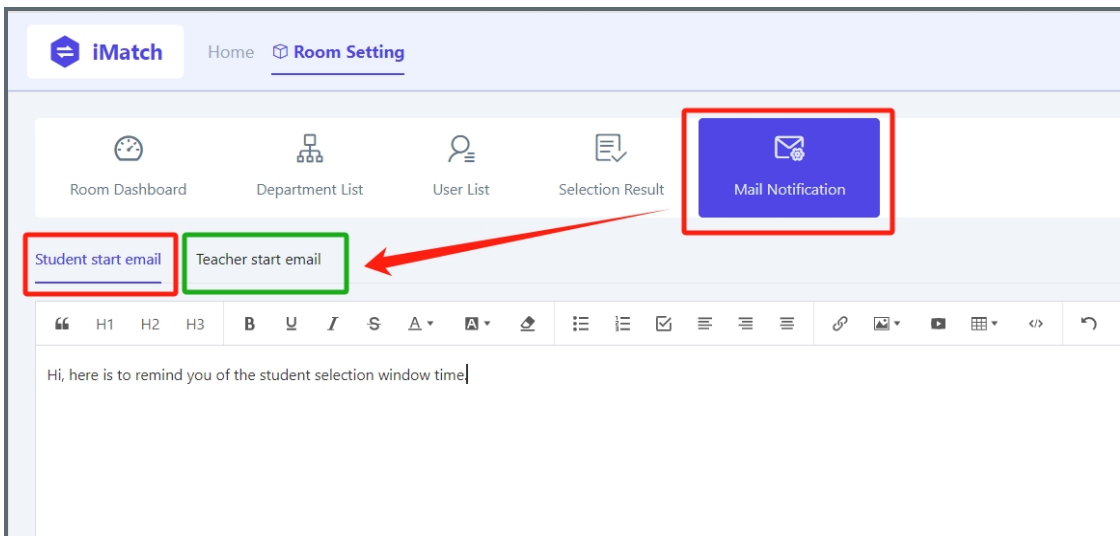 iMatch Home Room Setting
Room Dashboard Department List User List Selection Result Mail Notification
Student start email Teacher start email
H1 H2 H3 B U I S A A
Hi, here is to remind you of the student selection window time.